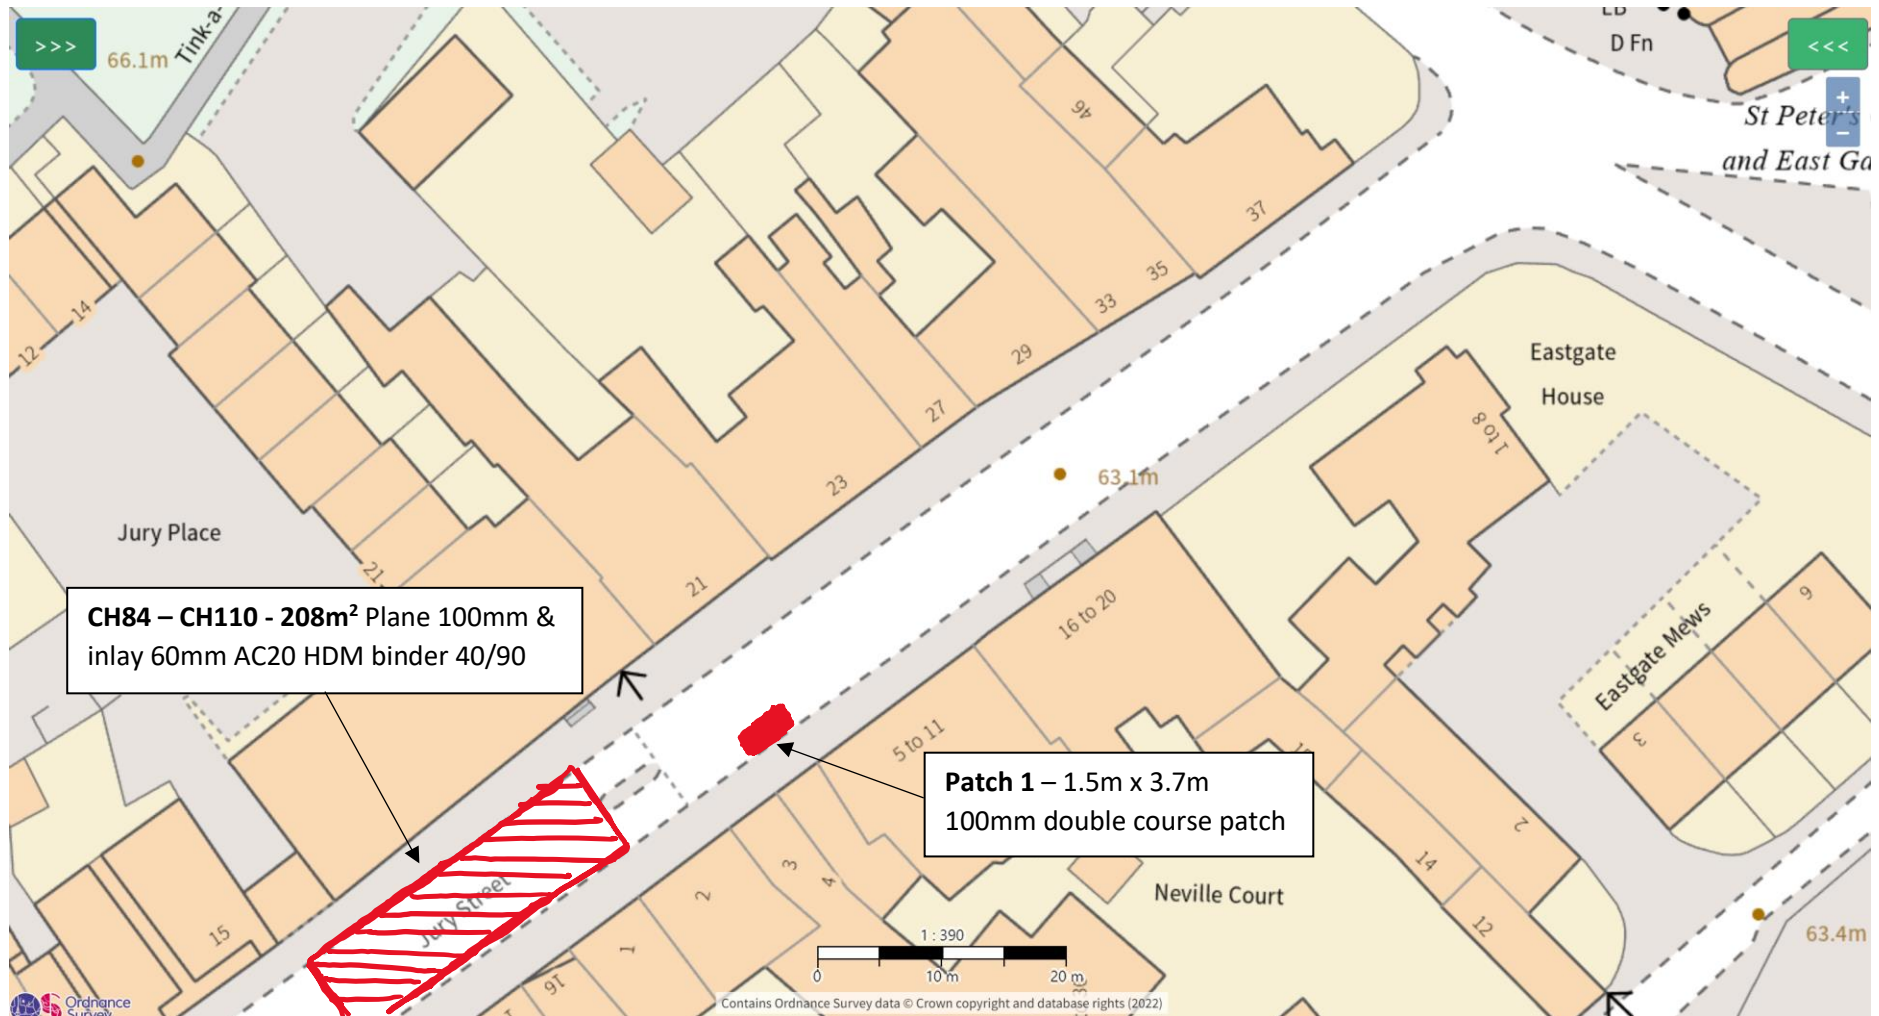 >>>
66.1m
Tink-a-
46
D Fn
<<<
+
−
St Peter's
and East Ga
37
35
33
29
27
23
21
14
12
Jury Place
21
63.1m
Eastgate
House
1 to 8
16 to 20
Eastgate Mews
9
3
CH84 – CH110 - 208m² Plane 100mm &
inlay 60mm AC20 HDM binder 40/90
5 to 11
Patch 1 – 1.5m x 3.7m
100mm double course patch
2
14
12
Neville Court
3
4
2
1
16
15
Jury Street
1 : 390
0
10 m
20 m
63.4m
Ordnance
Survey
Contains Ordnance Survey data © Crown copyright and database rights (2022)